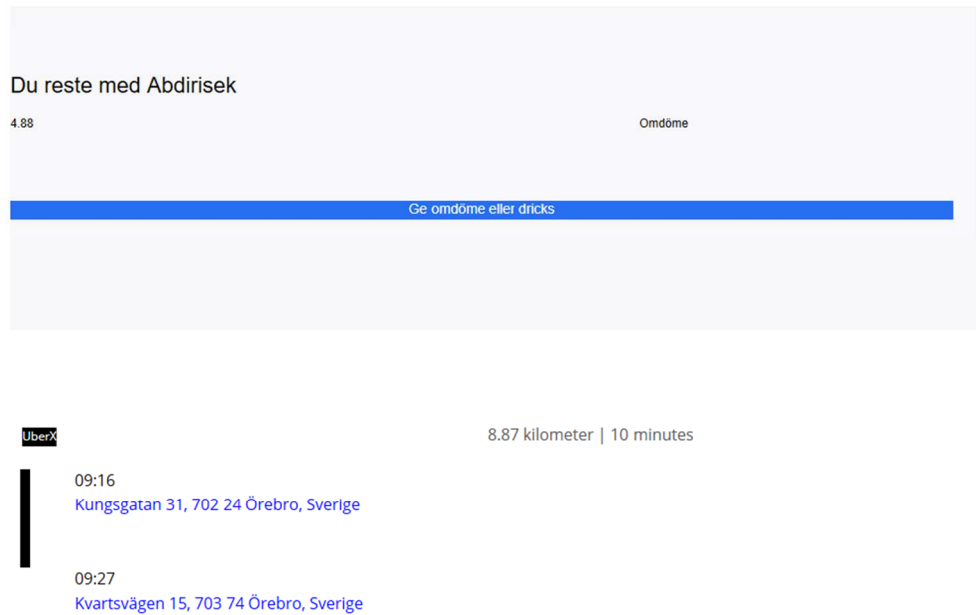 Du reste med Abdirisek
4.88 Omdöme
Ge omdöme eller dricks
UberX 8.87 kilometer | 10 minutes
09:16
Kungsgatan 31, 702 24 Örebro, Sverige
09:27
Kvartsvägen 15, 703 74 Örebro, Sverige